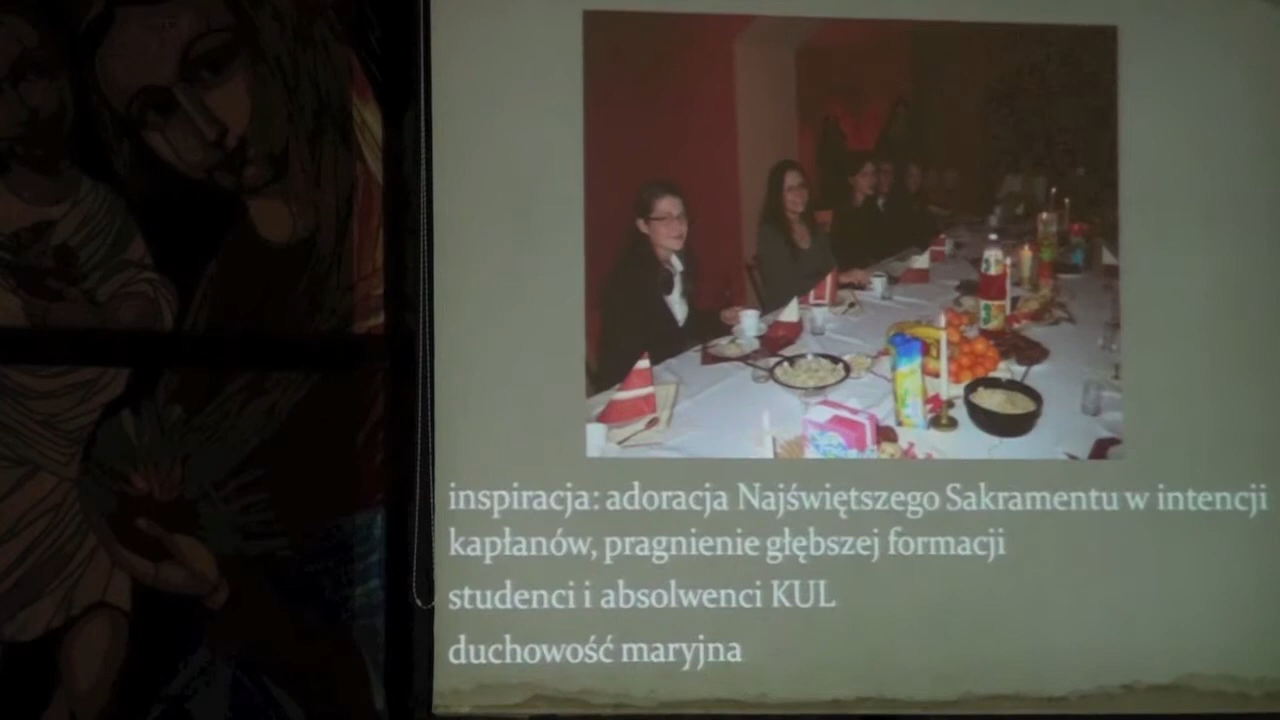 inspiracja: adoracja Najświętszego Sakramentu w intencji
kapłanów, pragnienie głębszej formacji
studenci i absolwenci KUL
duchowość maryjna